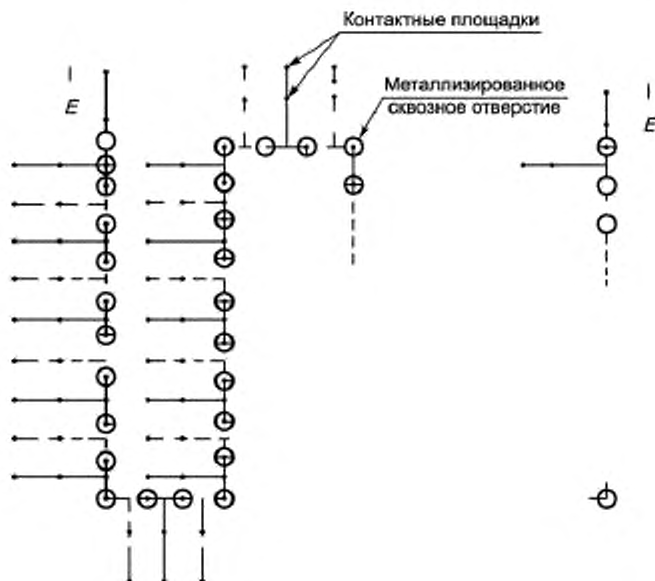 Контактные площадки
I
E
Металлизированное
сквозное отверстие
I
E